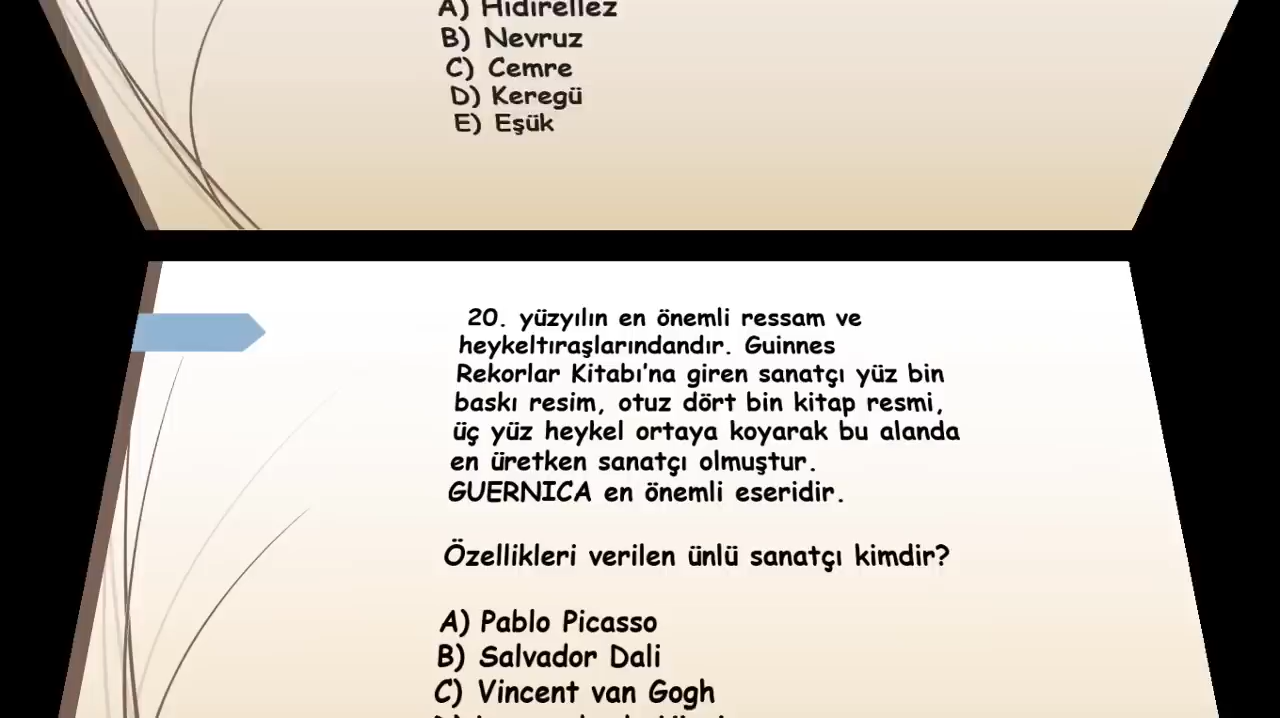 A) Hıdırellez
B) Nevruz
C) Cemre
D) Keregü
E) Eşük
20. yüzyılın en önemli ressam ve
heykeltıraşlarındandır. Guinnes
Rekorlar Kitabı'na giren sanatçı yüz bin
baskı resim, otuz dört bin kitap resmi,
üç yüz heykel ortaya koyarak bu alanda
en üretken sanatçı olmuştur.
GUERNICA en önemli eseridir.
Özellikleri verilen ünlü sanatçı kimdir?
A) Pablo Picasso
B) Salvador Dali
C) Vincent van Gogh